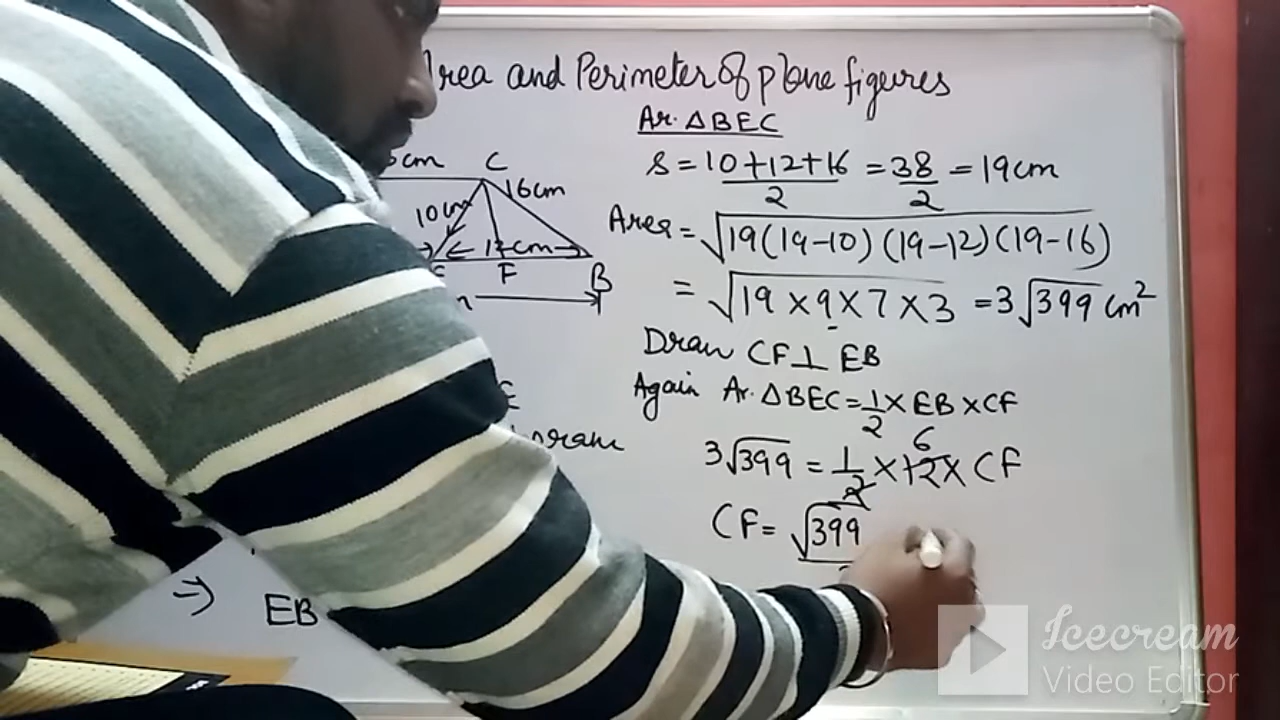 Area and Perimeter of plane figures
Ar. ΔBEC
S = 10+12+16/2 = 38/2 = 19cm
Area = √19(19-10)(19-12)(19-16)
= √19×9×7×3 = 3√399 cm²
Draw CF⊥EB
Again Ar. ΔBEC = 1/2 × EB × CF
3√399 = 1/2 × 12 × CF
6
CF = √399
cm C
16cm
10cm
12cm
E F B
EB
Icecream
Video Editor